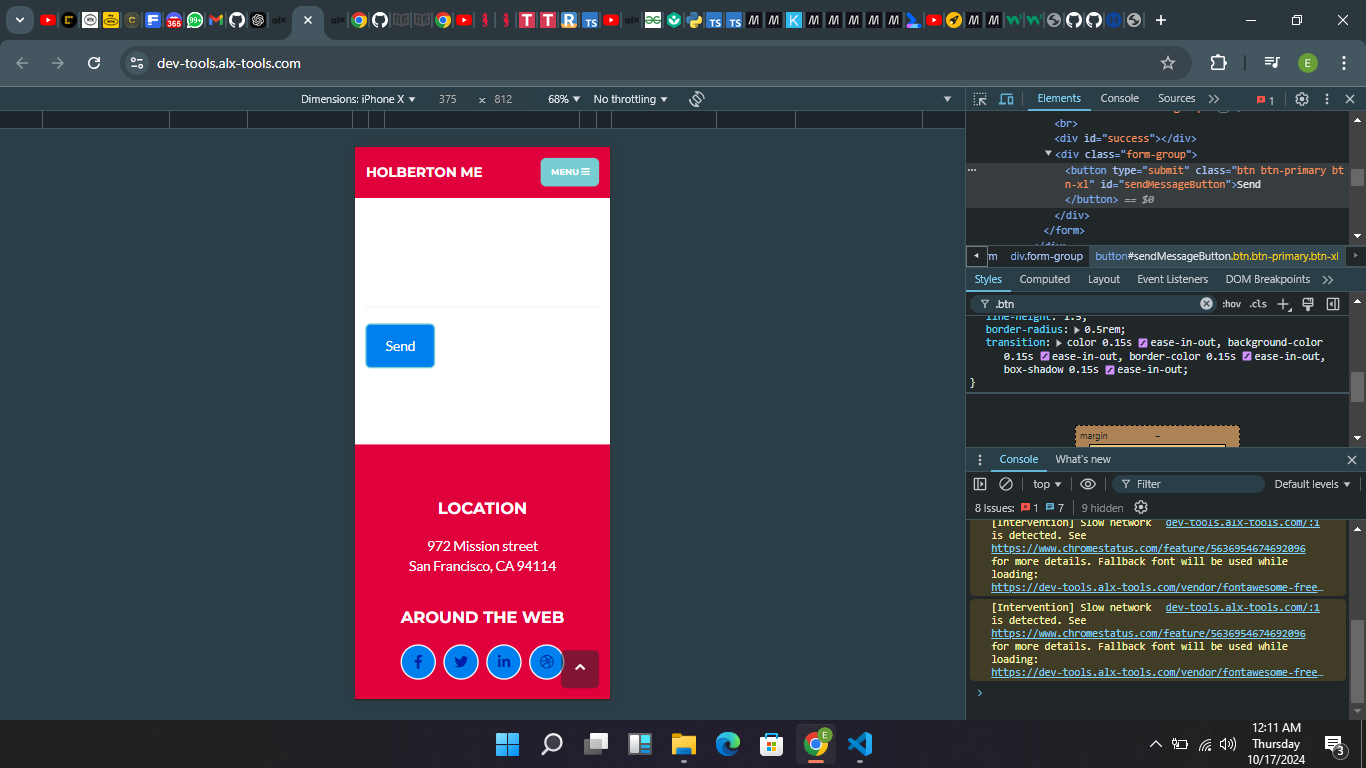 99+
365
dev-tools.alx-tools.com
E
Dimensions: iPhone X
375
x
812
68%
No throttling
Elements
Console
Sources
1
HOLBERTON ME
MENU
Send
LOCATION
972 Mission street
San Francisco, CA 94114
AROUND THE WEB
<br>
<div id="success"></div>
<div class="form-group">
<button type="submit" class="btn btn-primary bt
n-xl" id="sendMessageButton">Send
</button> == $0
</div>
</form>
div.form-group
button#sendMessageButton.btn.btn-primary.btn-xl
Styles
Computed
Layout
Event Listeners
DOM Breakpoints
.btn
:hov
.cls
line-height: 1.5;
border-radius: 0.5rem;
transition: color 0.15s ease-in-out, background-color
0.15s ease-in-out, border-color 0.15s ease-in-out,
box-shadow 0.15s ease-in-out;
}
margin
-
Console
What's new
top
Filter
Default levels
8 Issues: 1 7
9 hidden
[Intervention] Slow network dev-tools.alx-tools.com/:1
is detected. See
https://www.chromestatus.com/feature/5636954674692096
for more details. Fallback font will be used while
loading:
https://dev-tools.alx-tools.com/vendor/fontawesome-free…
[Intervention] Slow network dev-tools.alx-tools.com/:1
is detected. See
https://www.chromestatus.com/feature/5636954674692096
for more details. Fallback font will be used while
loading:
https://dev-tools.alx-tools.com/vendor/fontawesome-free…
12:11 AM
Thursday
10/17/2024
3